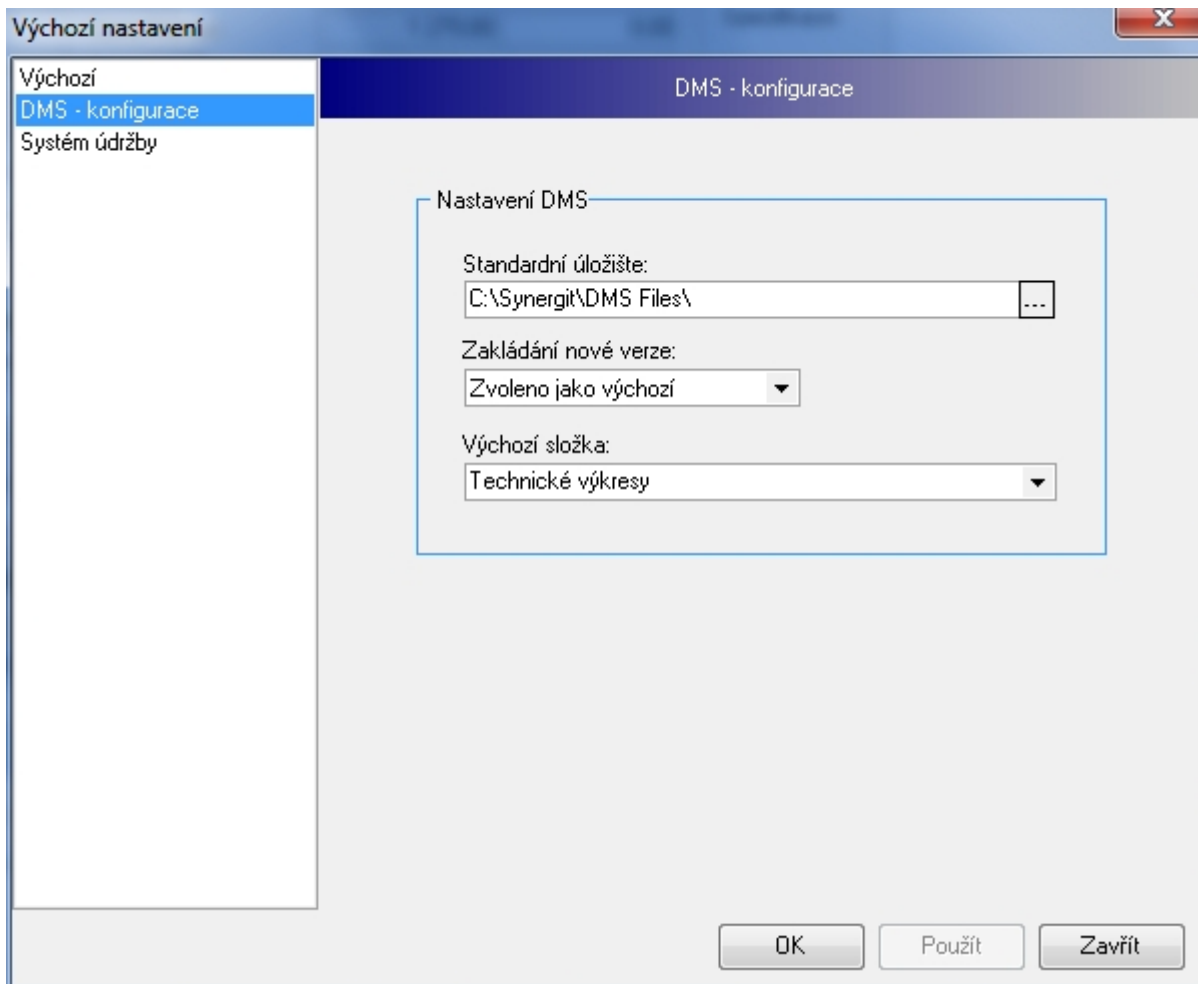 Výchozí nastavení
Výchozí
DMS - konfigurace
Systém údržby
DMS - konfigurace
Nastavení DMS
Standardní úložište:
C:\Synergit\DMS Files\
...
Zakládání nové verze:
Zvoleno jako výchozí
Výchozí složka:
Technické výkresy
OK
Použít
Zavřít